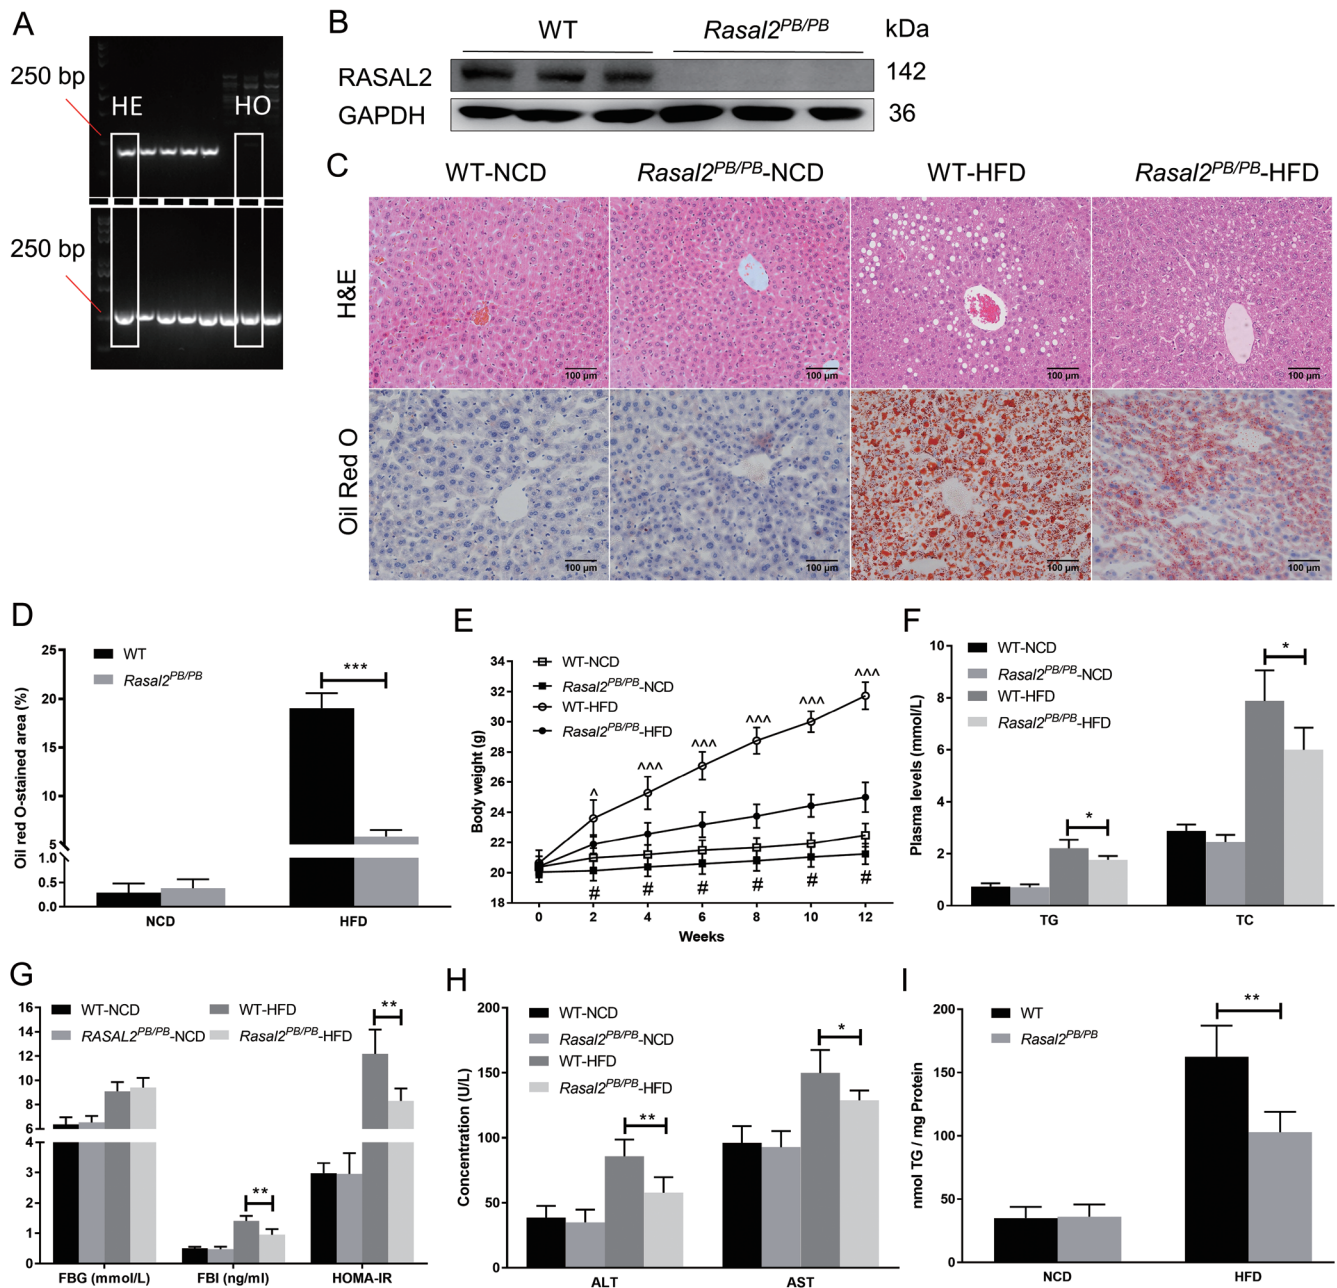 A
250 bp
HE
HO
250 bp
B
WT
Rasal2PB/PB
kDa
RASAL2
142
GAPDH
36
C
WT-NCD
Rasal2PB/PB-NCD
WT-HFD
Rasal2PB/PB-HFD
H&E
100 µm
100 µm
100 µm
100 µm
Oil Red O
100 µm
100 µm
100 µm
100 µm
D
WT
Rasal2PB/PB
***
Oil red O-stained area (%)
25
20
15
10
5
1.0
0.5
0.0
NCD
HFD
E
WT-NCD
Rasal2PB/PB-NCD
WT-HFD
Rasal2PB/PB-HFD
Body weight (g)
34
32
30
28
26
24
22
20
18
^
^^^
^^^
^^^
^^^
^^^
# # # # # #
0 2 4 6 8 10 12
Weeks
F
WT-NCD
Rasal2PB/PB-NCD
WT-HFD
Rasal2PB/PB-HFD
Plasma levels (mmol/L)
10
8
6
4
2
0
*
*
TG
TC
G
WT-NCD
RASAL2PB/PB-NCD
WT-HFD
Rasal2PB/PB-HFD
16
14
12
10
8
6
4
3
2
1
0
**
**
FBG (mmol/L)
FBI (ng/ml)
HOMA-IR
H
WT-NCD
Rasal2PB/PB-NCD
WT-HFD
Rasal2PB/PB-HFD
Concentration (U/L)
200
150
100
50
0
**
*
ALT
AST
I
WT
Rasal2PB/PB
nmol TG / mg Protein
200
150
100
50
0
**
NCD
HFD